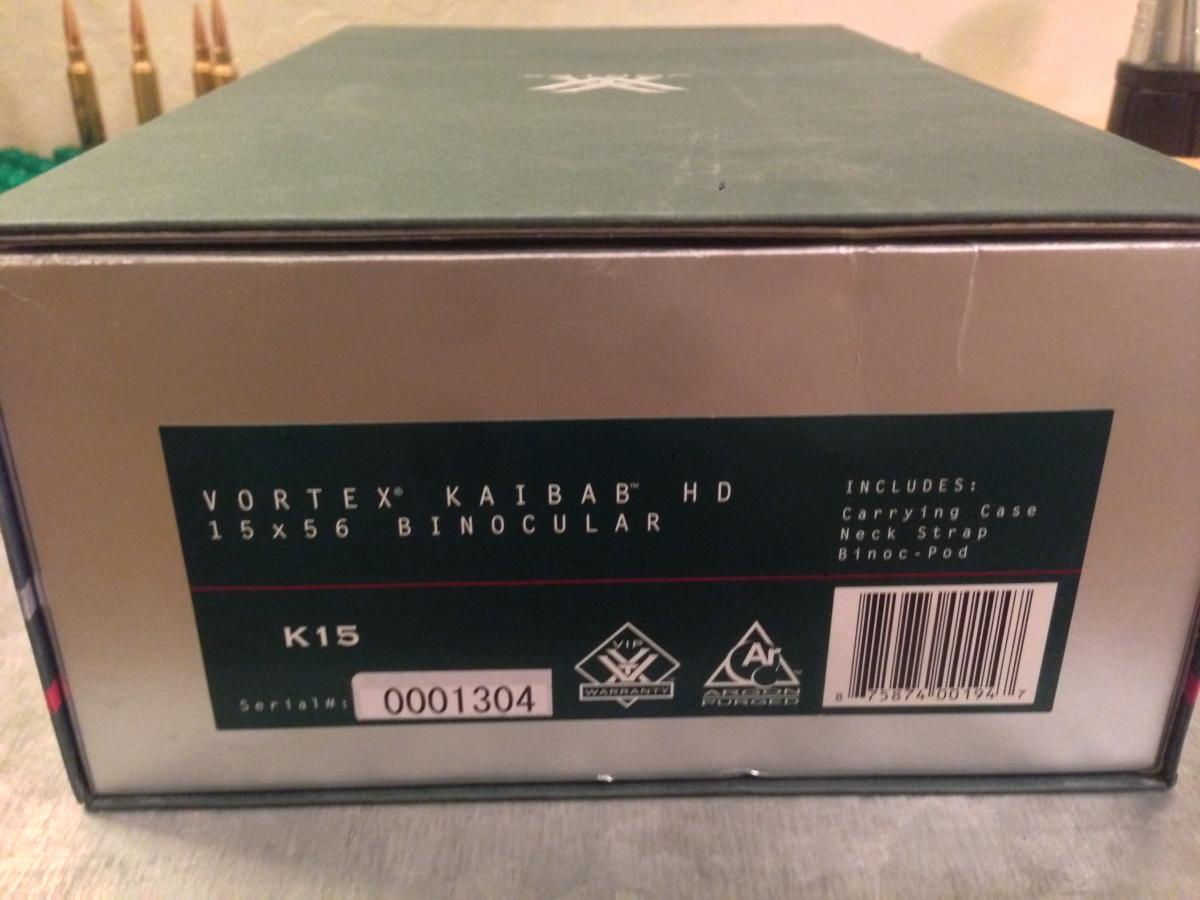 VORTEX® KAIBAB™ HD
15x56 BINOCULAR
INCLUDES:
Carrying Case
Neck Strap
Binoc-Pod
K15
Serial#: 0001304
VIP
WARRANTY
Ar
ARGON
PURGED
8 75874 00194 7